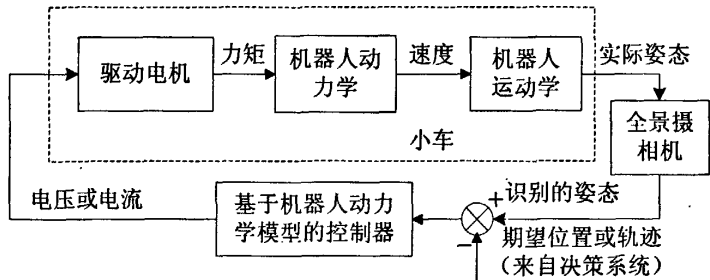 驱动电机
力矩
机器人动
力学
速度
机器人
运动学
实际姿态
小车
全景摄
相机
电压或电流
基于机器人动力
学模型的控制器
+
识别的姿态
−
期望位置或轨迹
（来自决策系统）